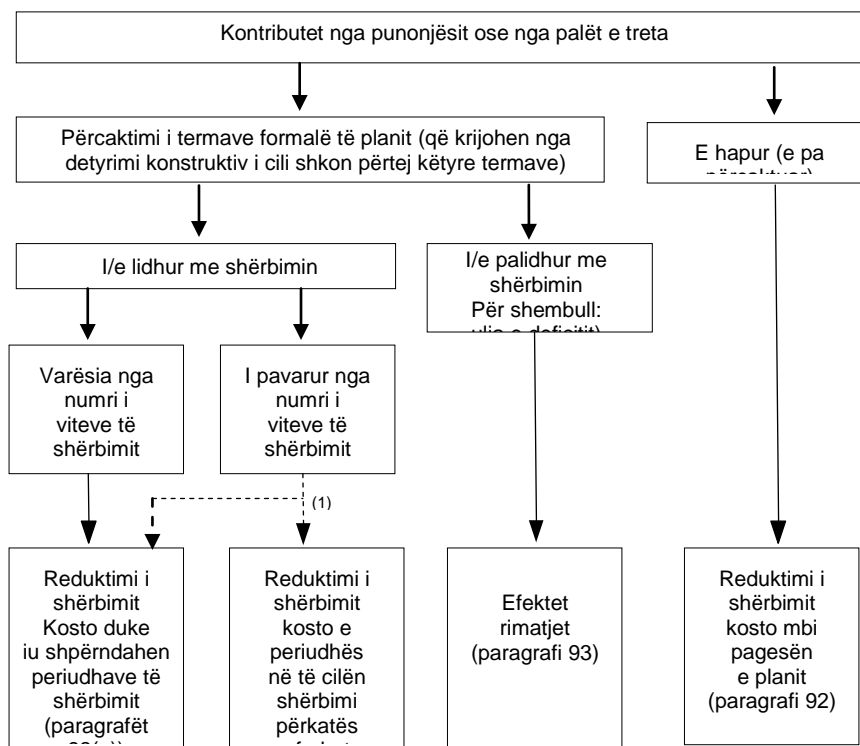 Kontributet nga punonjësit ose nga palët e treta
Përcaktimi i termave formalë të planit (që krijohen nga
detyrimi konstruktiv i cili shkon përtej këtyre termave)
E hapur (e pa
I/e lidhur me shërbimin
I/e palidhur me
shërbimin
Për shembull:
Varësia nga
numri i
viteve të
shërbimit
I pavarur nga
numri i
viteve të
shërbimit
(1)
Reduktimi i
shërbimit
Kosto duke
iu shpërndahen
periudhave të
shërbimit
(paragrafët
Reduktimi i
shërbimit
kosto e
periudhës
në të cilën
shërbimi
përkatës
Efektet
rimatjet
(paragrafi 93)
Reduktimi i
shërbimit
kosto mbi
pagesën
e planit
(paragrafi 92)